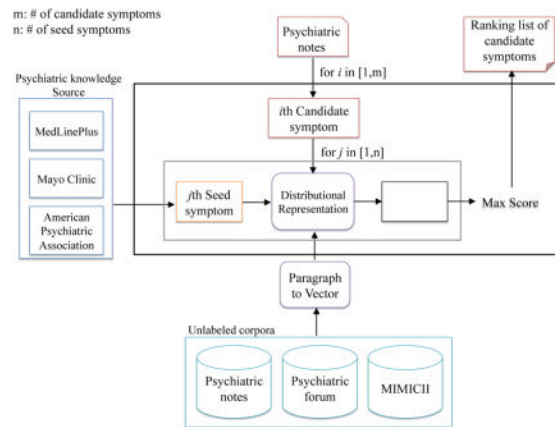 m: # of candidate symptoms
n: # of seed symptoms
Psychiatric
notes
Ranking list of
candidate
symptoms
Psychiatric knowledge
Source
for i in [1,m]
MedLinePlus
ith Candidate
symptom
Mayo Clinic
for j in [1,n]
American
Psychiatric
Association
jth Seed
symptom
Distributional
Representation
Max Score
Paragraph
to Vector
Unlabeled corpora
Psychiatric
notes
Psychiatric
forum
MIMICII